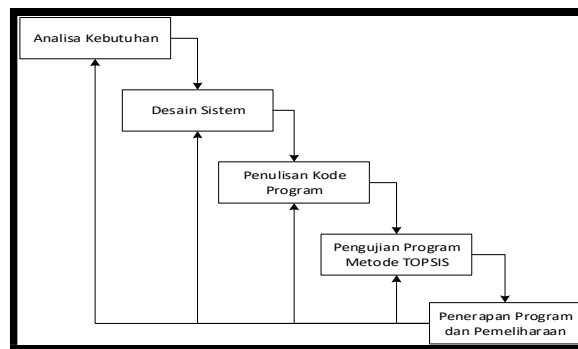 Analisa Kebutuhan
Desain Sistem
Penulisan Kode
Program
Pengujian Program
Metode TOPSIS
Penerapan Program
dan Pemeliharaan